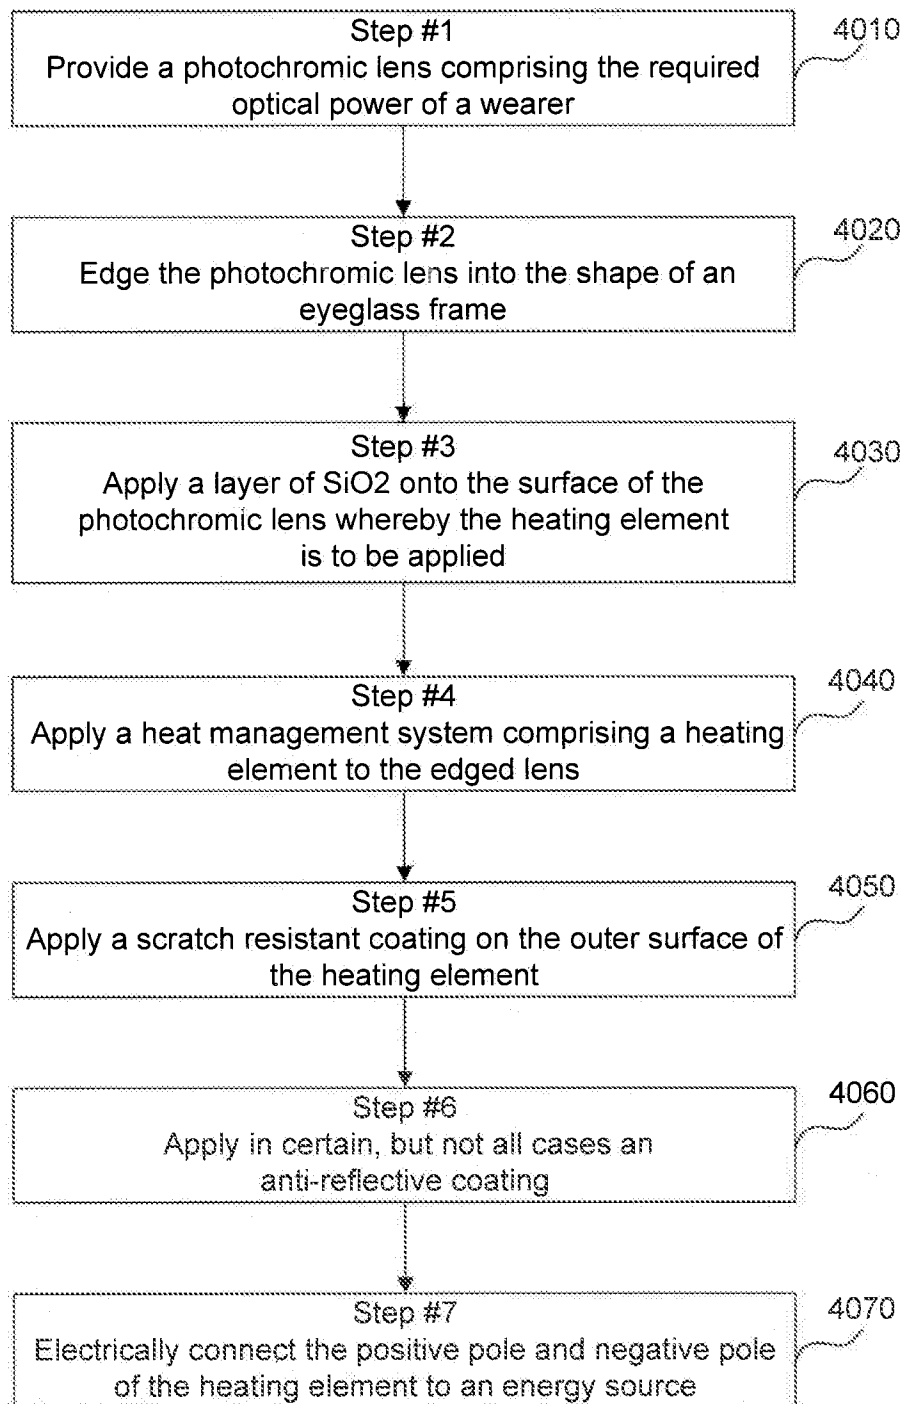 Step #1
4010
Provide a photochromic lens comprising the required
optical power of a wearer
Step #2
4020
Edge the photochromic lens into the shape of an
eyeglass frame
Step #3
4030
Apply a layer of SiO2 onto the surface of the
photochromic lens whereby the heating element
is to be applied
Step #4
4040
Apply a heat management system comprising a heating
element to the edged lens
Step #5
4050
Apply a scratch resistant coating on the outer surface of
the heating element
Step #6
4060
Apply in certain, but not all cases an
anti-reflective coating
Step #7
4070
Electrically connect the positive pole and negative pole
of the heating element to an energy source